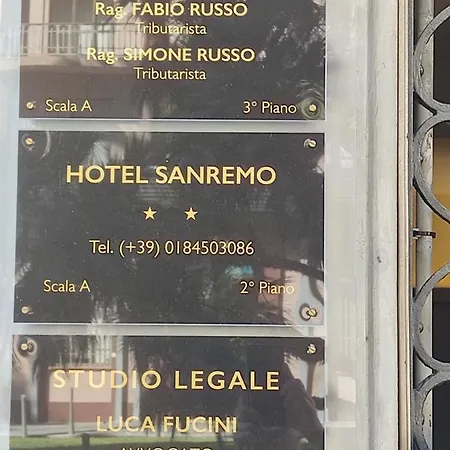 Rag. FABIO RUSSO
Tributarista
Rag. SIMONE RUSSO
Tributarista
Scala A 3° Piano
HOTEL SANREMO
★ ★
Tel. (+39) 0184503086
Scala A 2° Piano
STUDIO LEGALE
LUCA FUCINI
AVVOCATO